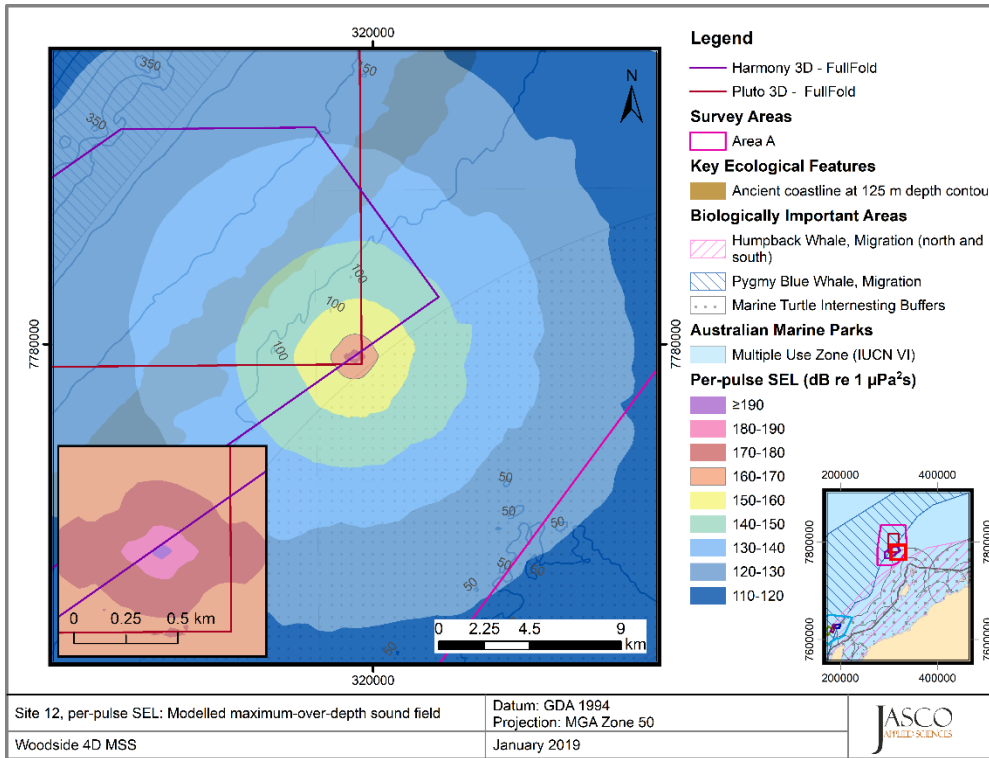 320000
N
350
350
350
350
100
100
100
50
50
50
50
50
50
7780000
7780000
0 0.25 0.5 km
0 2.25 4.5 9
km
320000
Legend
Harmony 3D - FullFold
Pluto 3D - FullFold
Survey Areas
Area A
Key Ecological Features
Ancient coastline at 125 m depth contou
Biologically Important Areas
Humpback Whale, Migration (north and
south)
Pygmy Blue Whale, Migration
Marine Turtle Internesting Buffers
Australian Marine Parks
Multiple Use Zone (IUCN VI)
Per-pulse SEL (dB re 1 µPa²s)
≥190
180-190
170-180
160-170
150-160
140-150
130-140
120-130
110-120
200000 400000
7800000
7800000
7600000
7600000
200000 400000
Site 12, per-pulse SEL: Modelled maximum-over-depth sound field
Woodside 4D MSS
Datum: GDA 1994
Projection: MGA Zone 50
January 2019
JASCO
APPLIED SCIENCES